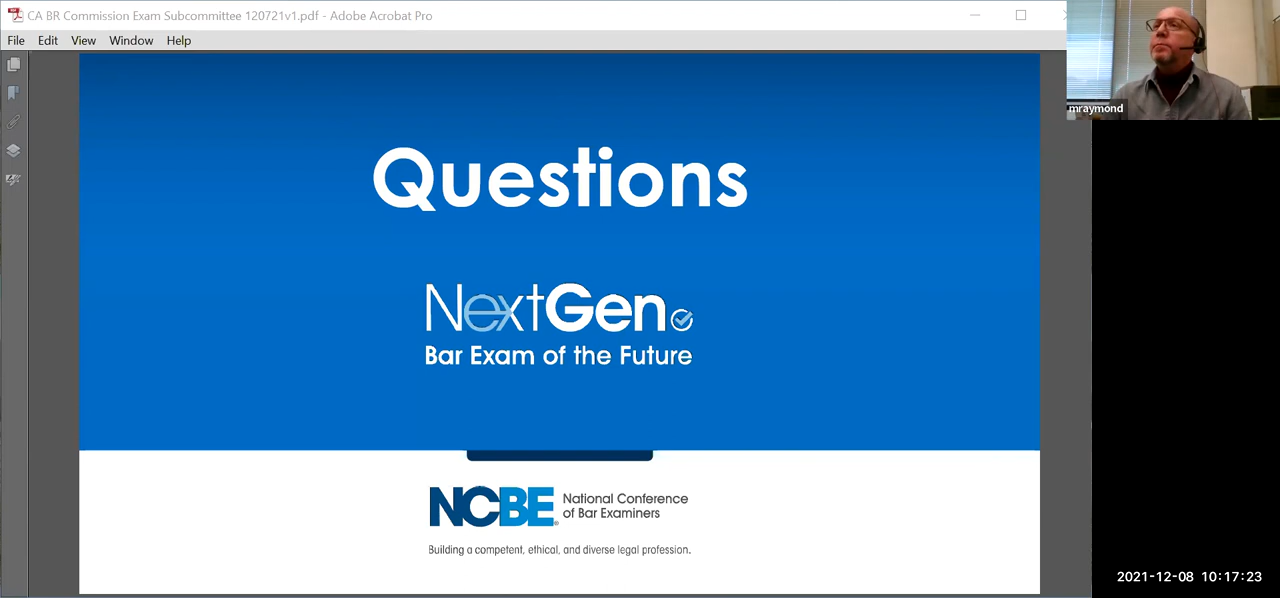 CA BR Commission Exam Subcommittee 120721v1.pdf - Adobe Acrobat Pro
File Edit View Window Help
mraymond
Questions
NextGen
Bar Exam of the Future
NCBE
National Conference
of Bar Examiners
Building a competent, ethical, and diverse legal profession.
2021-12-08 10:17:23